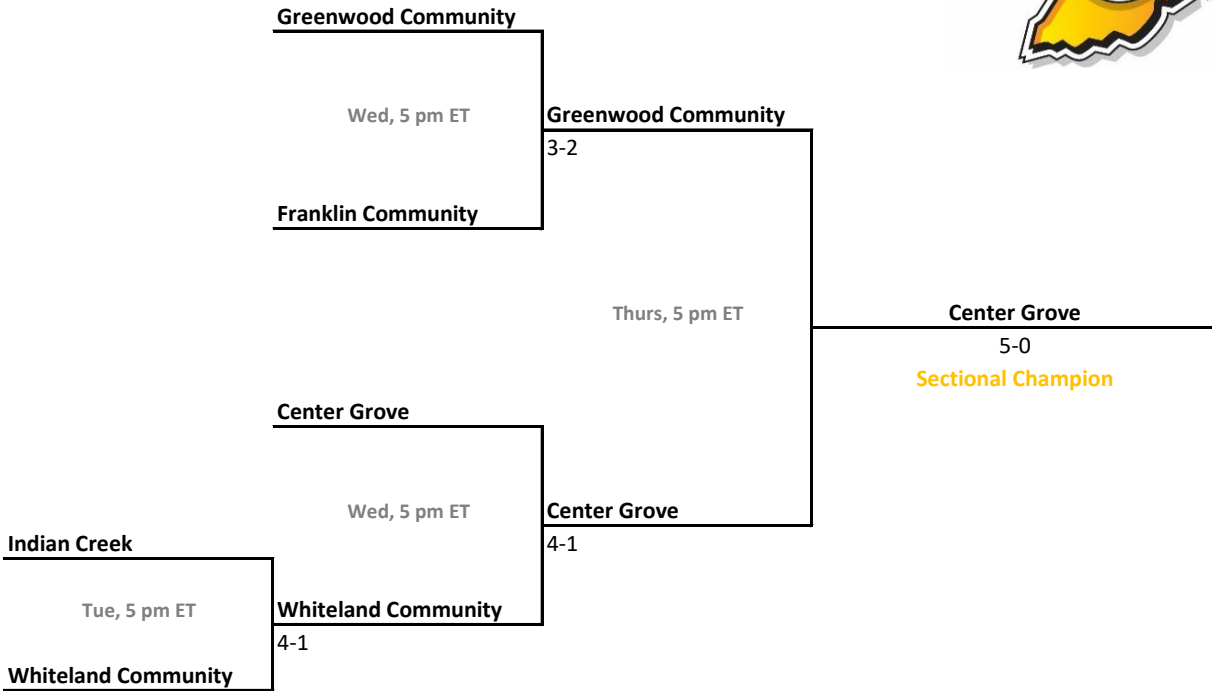 Greenwood Community
Wed, 5 pm ET
Greenwood Community
3-2
Franklin Community
Thurs, 5 pm ET
Center Grove
5-0
Sectional Champion
Center Grove
Wed, 5 pm ET
Center Grove
4-1
Indian Creek
Tue, 5 pm ET
Whiteland Community
4-1
Whiteland Community